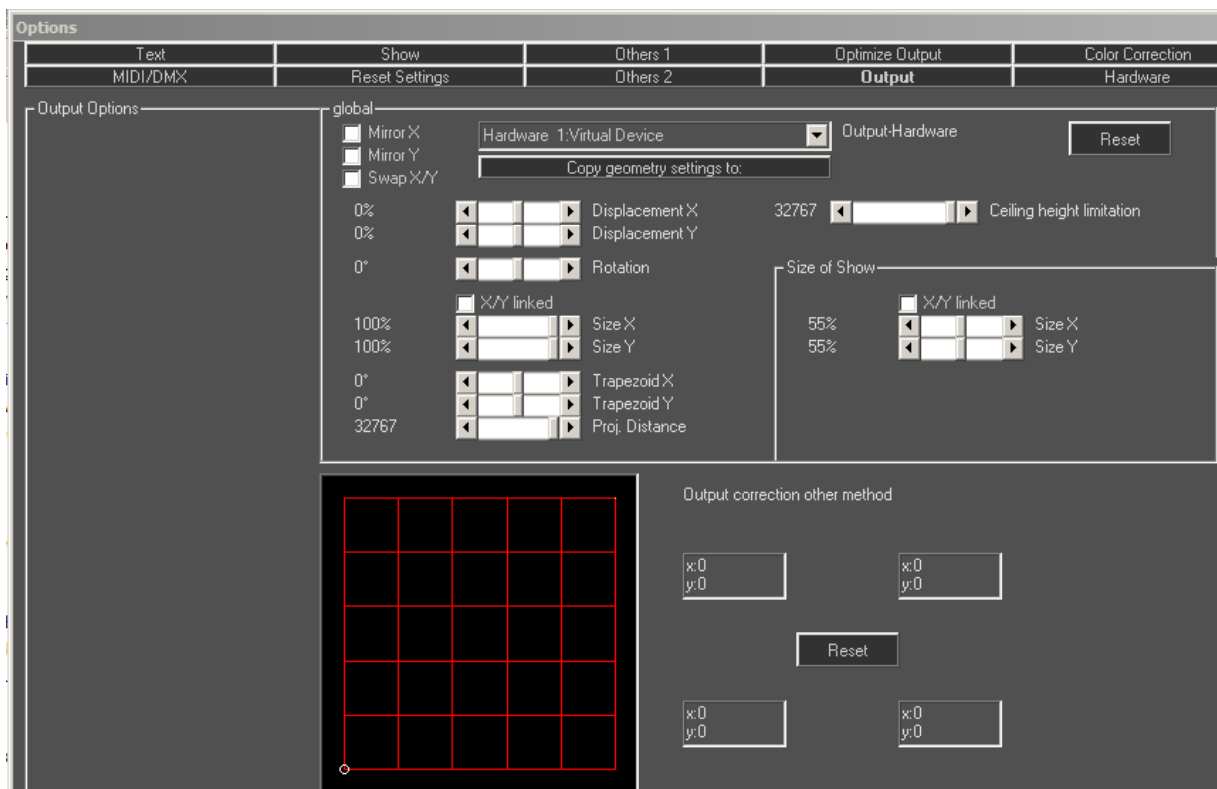 Options
Text Show Others 1 Optimize Output Color Correction
MIDI/DMX Reset Settings Others 2 Output Hardware
Output Options
global
Mirror X
Mirror Y
Swap X/Y
Hardware 1:Virtual Device
Output-Hardware
Reset
Copy geometry settings to:
0% Displacement X
0% Displacement Y
32767 Ceiling height limitation
0° Rotation
X/Y linked
100% Size X
100% Size Y
0° Trapezoid X
0° Trapezoid Y
32767 Proj. Distance
Size of Show
X/Y linked
55% Size X
55% Size Y
Output correction other method
x:0
y:0
x:0
y:0
Reset
x:0
y:0
x:0
y:0